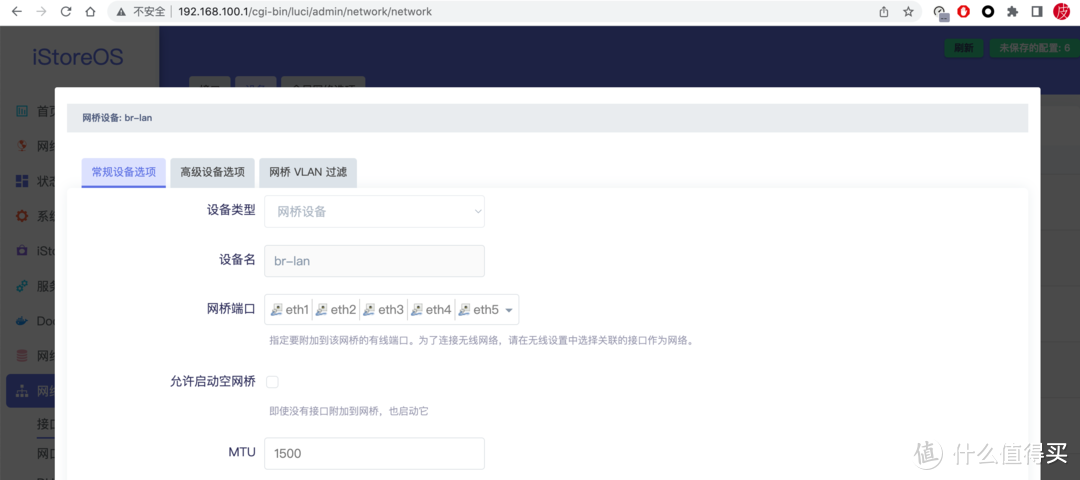 不安全 192.168.100.1/cgi-bin/luci/admin/network/network
皮
iStoreOS
刷新
未保存的配置: 6
网桥设备: br-lan
常规设备选项
高级设备选项
网桥 VLAN 过滤
设备类型
网桥设备
设备名
br-lan
网桥端口
eth1
eth2
eth3
eth4
eth5
指定要附加到该网桥的有线端口。为了连接无线网络，请在无线设置中选择关联的接口作为网络。
允许启动空网桥
即使没有接口附加到网桥，也启动它
MTU
1500
首
网
状
系
iSto
服
Do
网
网络
接口
网
值 什么值得买